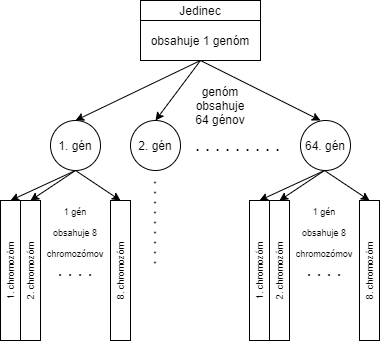 Jedinec
obsahuje 1 genóm
genóm
obsahuje
64 génov
1. gén
2. gén
. . . . . . . . .
64. gén
1. chromozóm
2. chromozóm
1 gén
obsahuje 8
chromozómov
. . . .
8. chromozóm
1. chromozóm
2. chromozóm
1 gén
obsahuje 8
chromozómov
. . . .
8. chromozóm